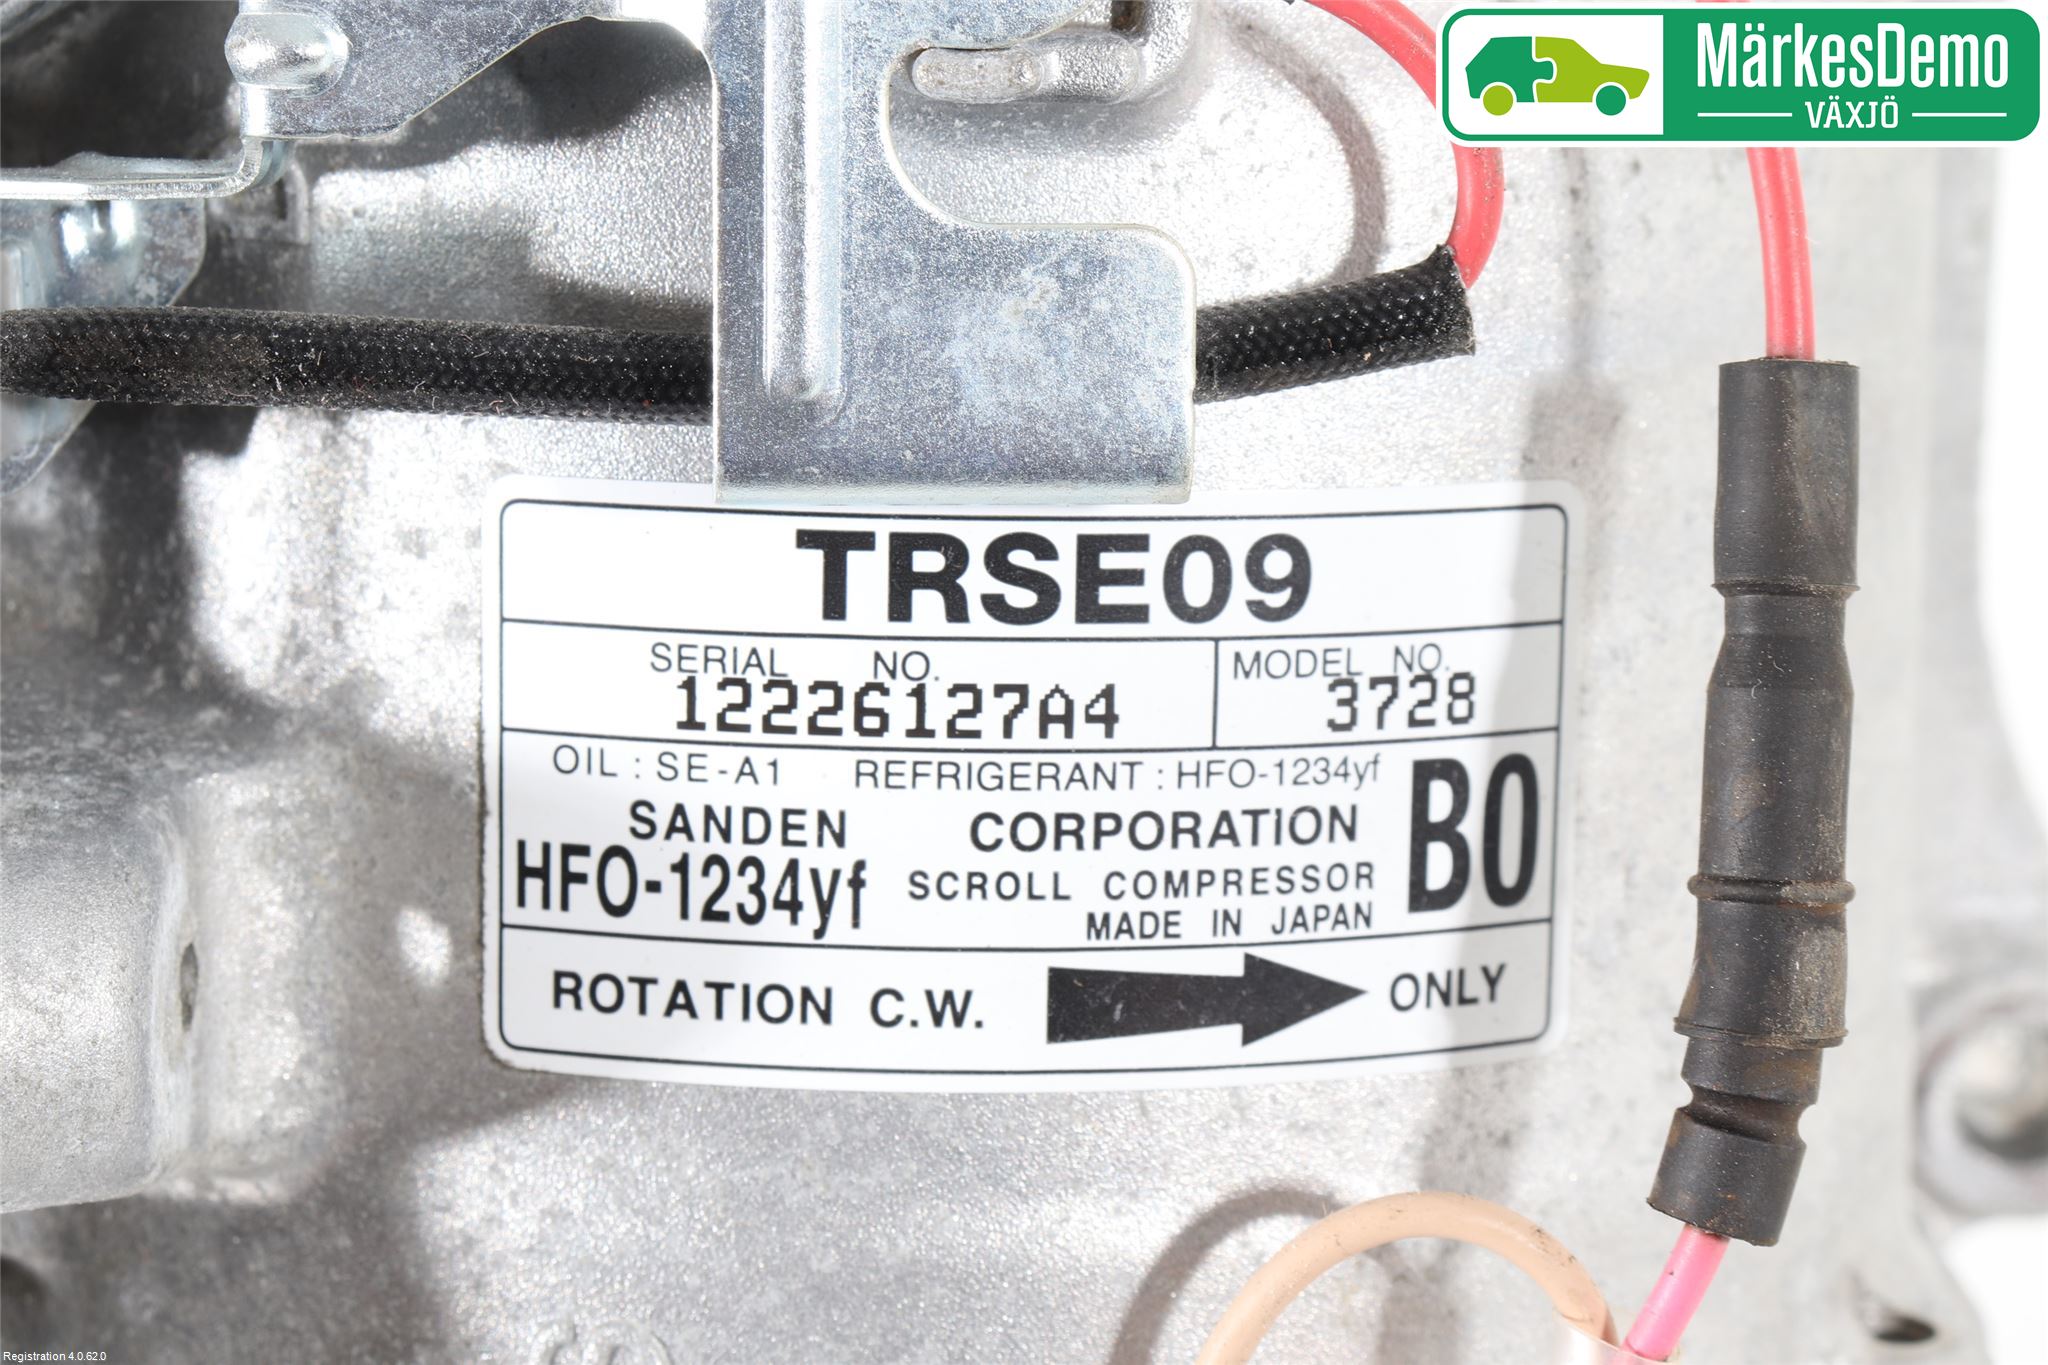 MärkesDemo
VÄXJÖ
TRSE09
SERIAL NO.
12226127A4
MODEL NO.
3728
OIL : SE-A1 REFRIGERANT : HFO-1234yf
SANDEN CORPORATION
HFO-1234yf
SCROLL COMPRESSOR
MADE IN JAPAN
B0
ROTATION C.W. ONLY
Registration 4.0.62.0